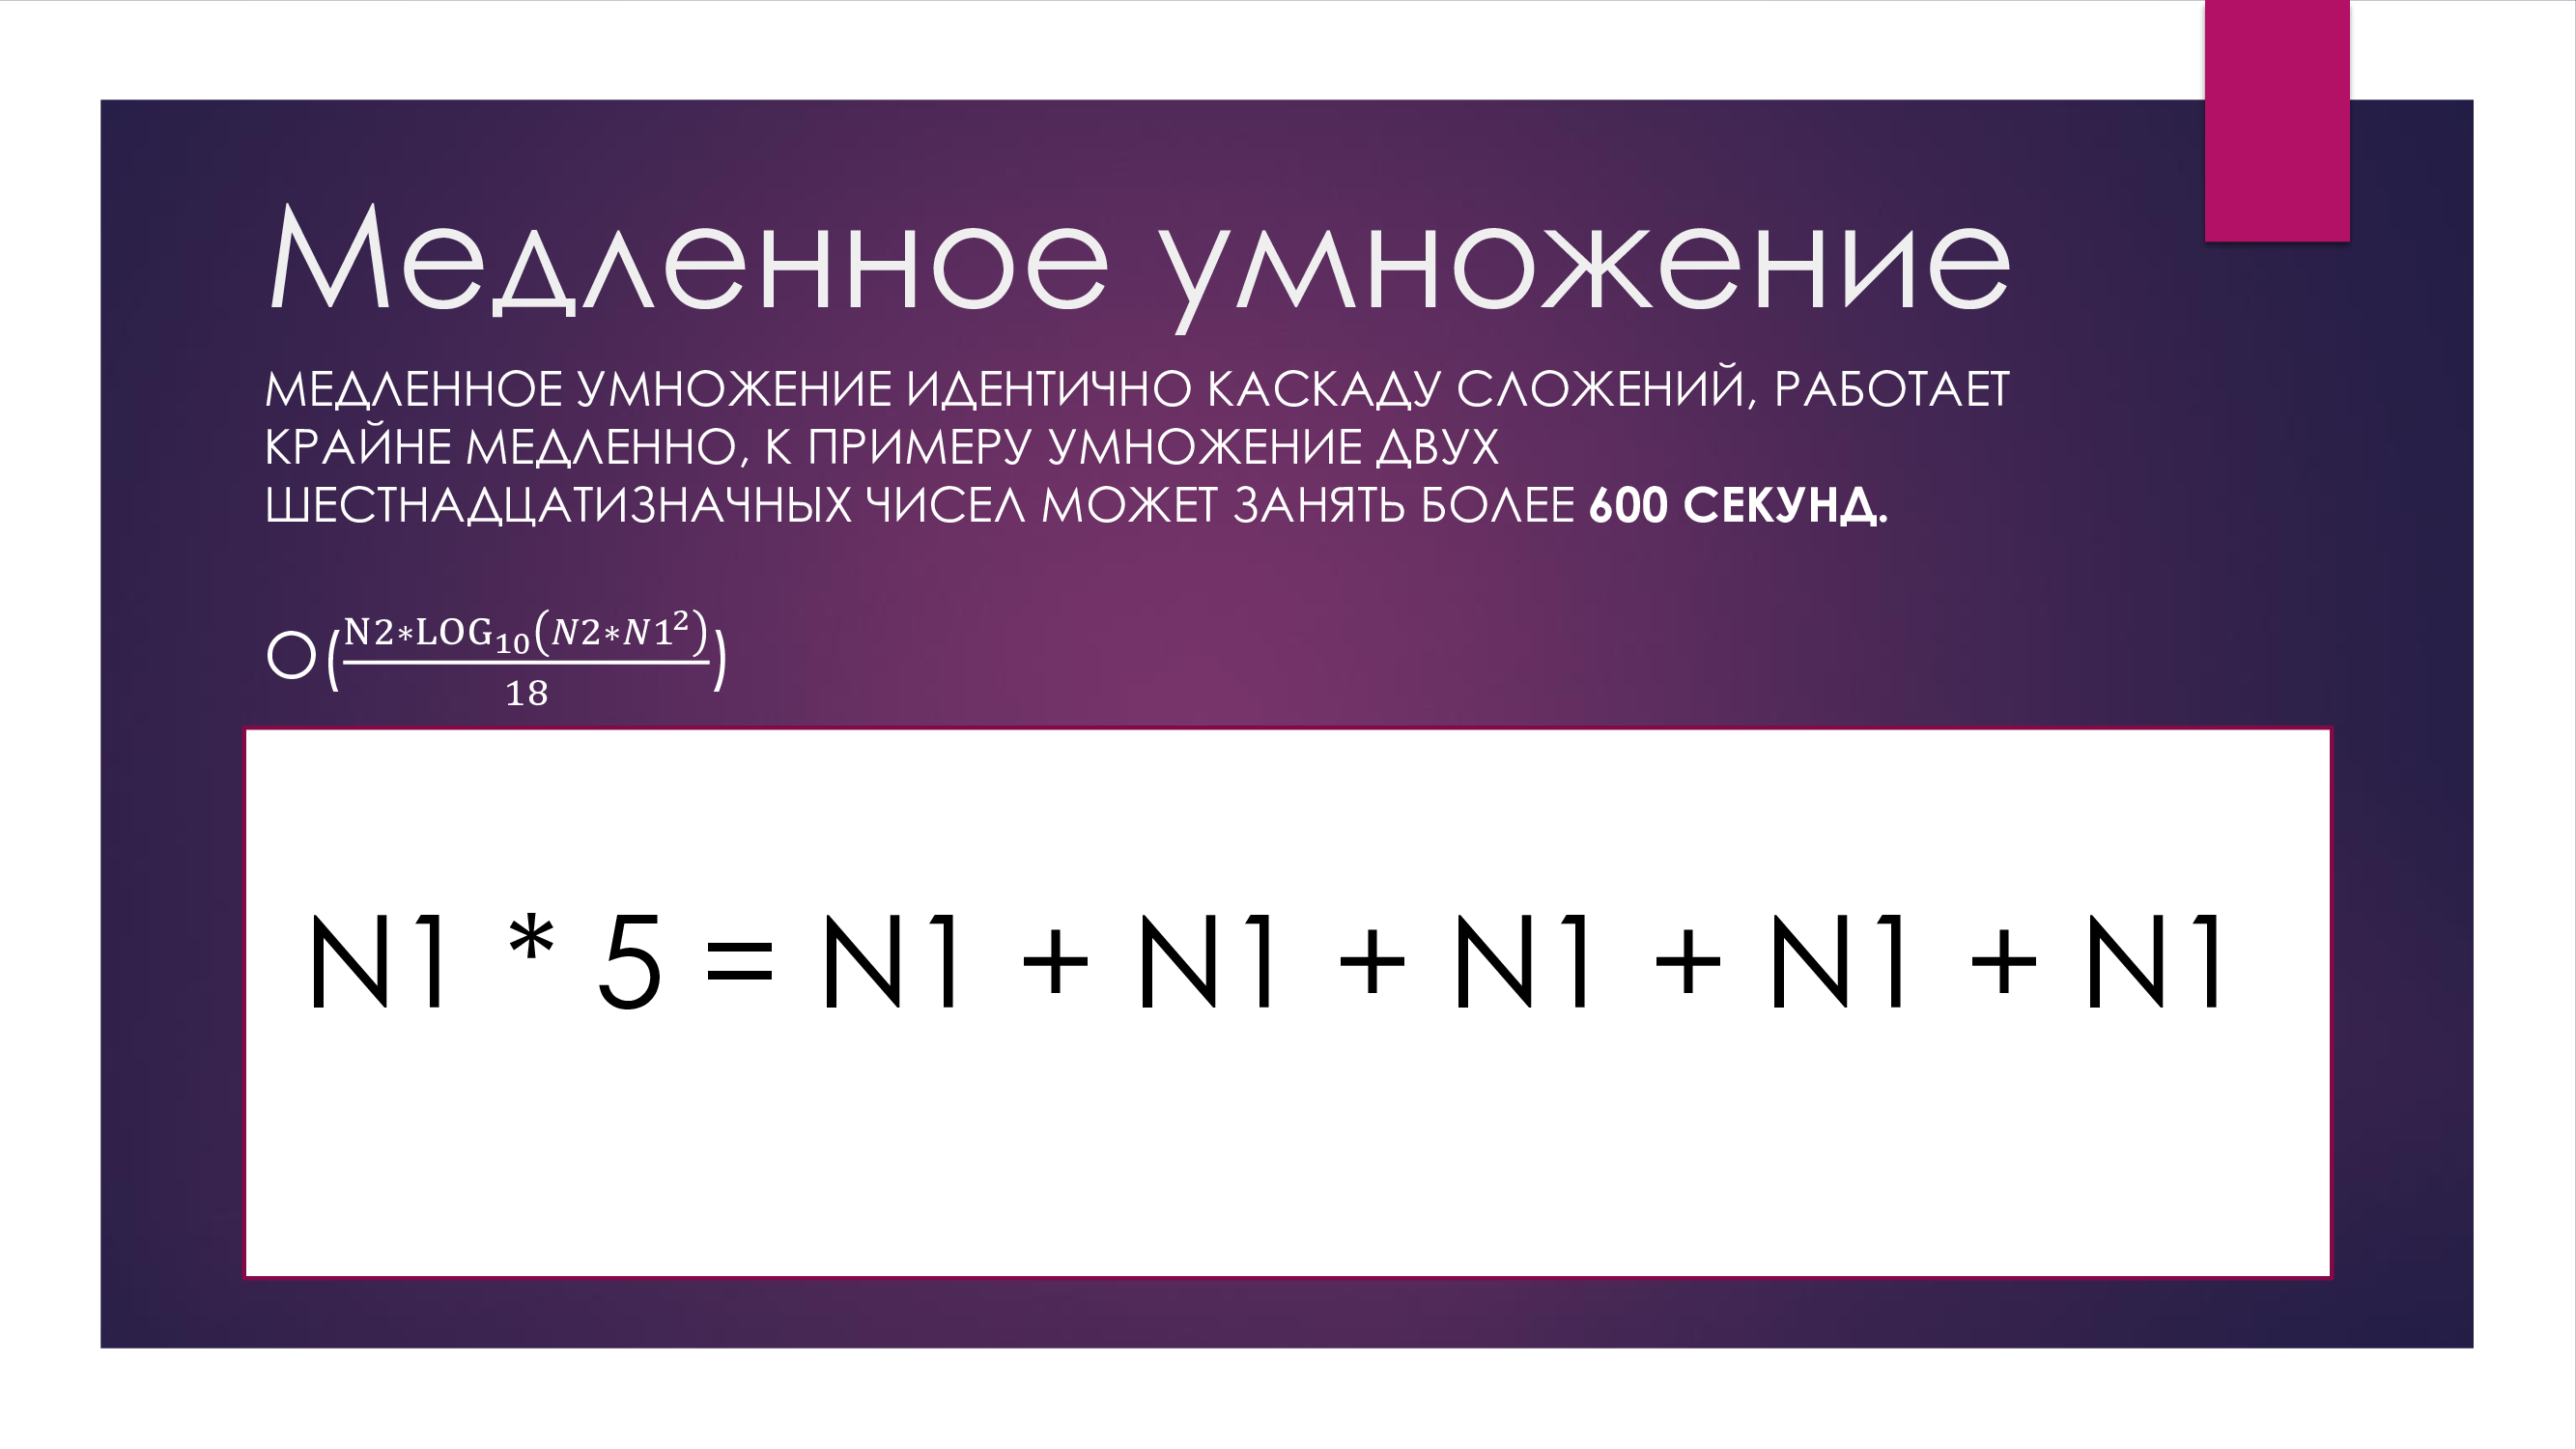 Медленное умножение
МЕДЛЕННОЕ УМНОЖЕНИЕ ИДЕНТИЧНО КАСКАДУ СЛОЖЕНИЙ, РАБОТАЕТ
КРАЙНЕ МЕДЛЕННО, К ПРИМЕРУ УМНОЖЕНИЕ ДВУХ
ШЕСТНАДЦАТИЗНАЧНЫХ ЧИСЕЛ МОЖЕТ ЗАНЯТЬ БОЛЕЕ 600 СЕКУНД.
O(\frac{N2*LOG_{10}(N2*N1^2)}{18})
N1 * 5 = N1 + N1 + N1 + N1 + N1